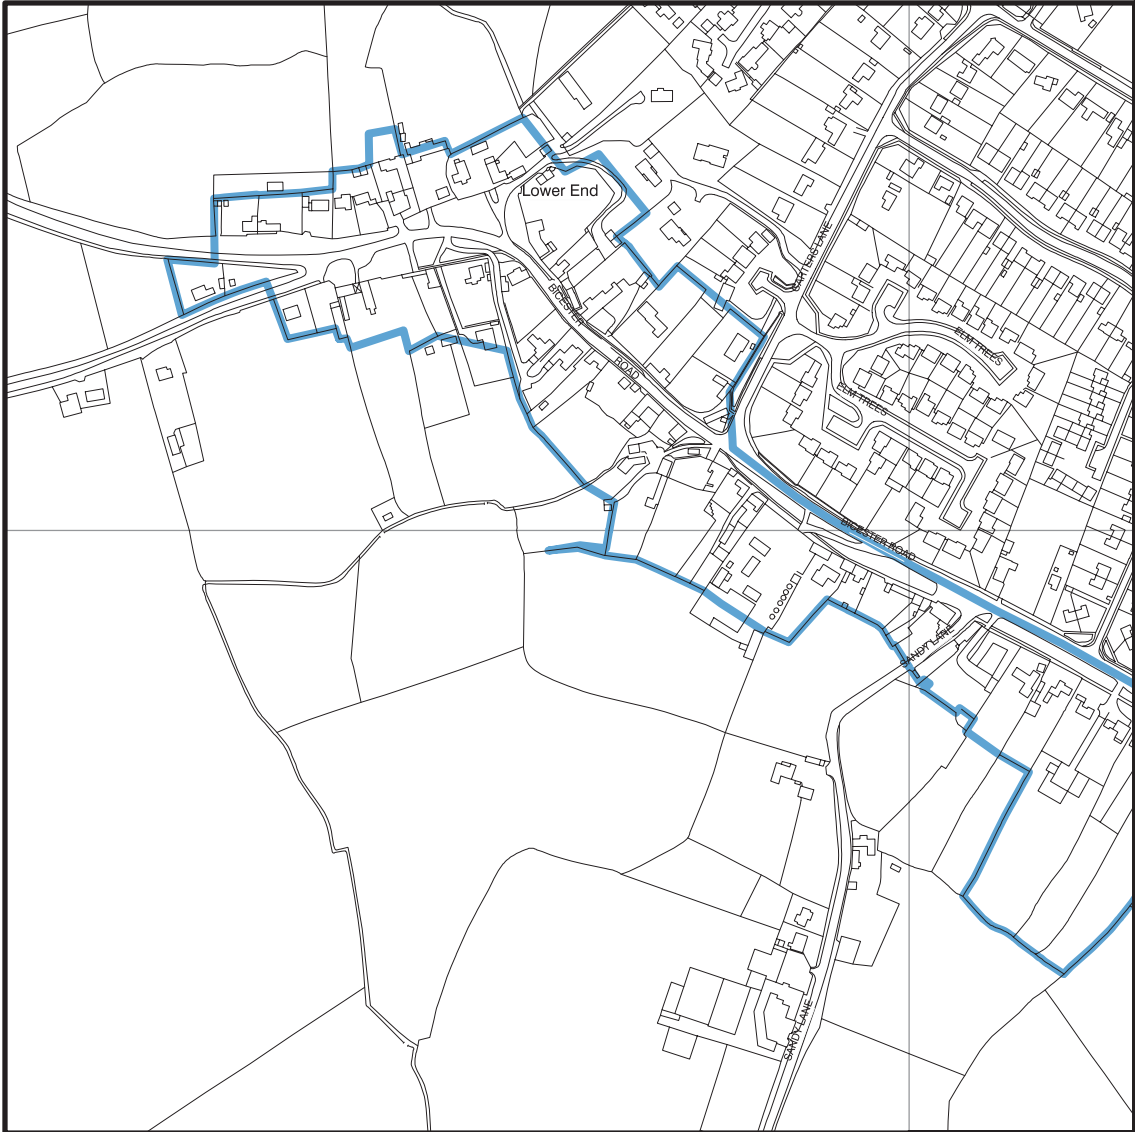 Lower End
CARTERS LANE
BICESTER
ROAD
ELM TREES
ELM TREES
BICESTER ROAD
SANDY LANE
SANDY LANE